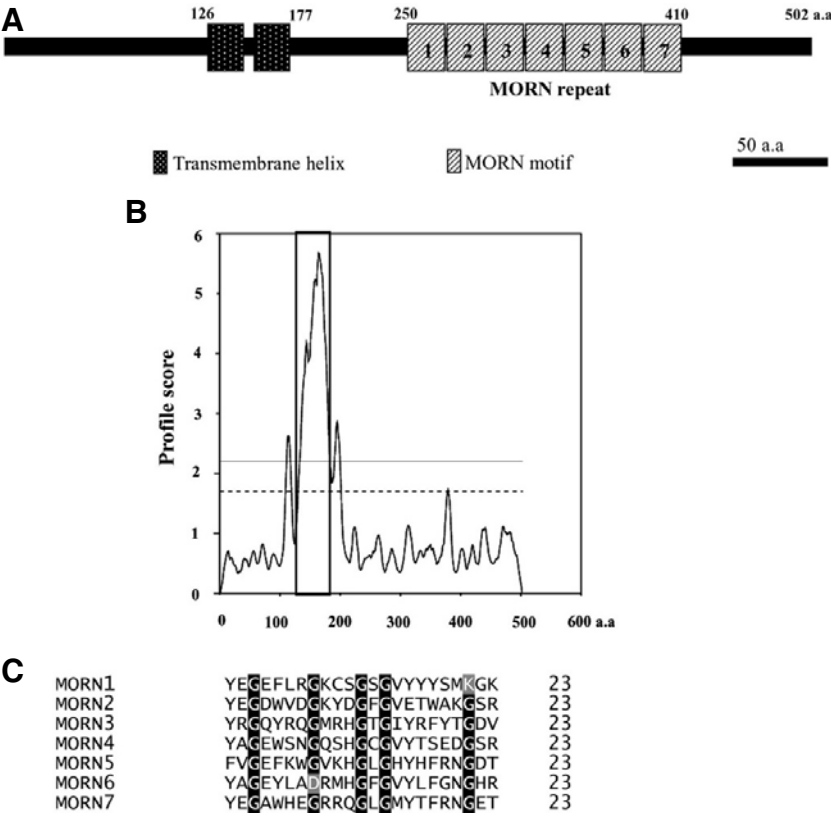 A
126 177 250 410 502 a.a
1 2 3 4 5 6 7
MORN repeat
50 a.a
Transmembrane helix MORN motif
B
Profile score
6
5
4
3
2
1
0
0 100 200 300 400 500 600 a.a
C
MORN1 YEGEFLRGKCSGSGVYYYSMKGK 23
MORN2 YEGDWVDGKYDGFGVETWAKGSR 23
MORN3 YRGQYRQGMRHGTGIYRFYTGDV 23
MORN4 YAGEWSNGQSHGCGVYTSEDGSR 23
MORN5 FVGEFKWGVKHGLGHYHFRNGDT 23
MORN6 YAGEYLADRMHGFGVYLFGNGHR 23
MORN7 YEGAWHEGRRQGLGMYTFRNGET 23